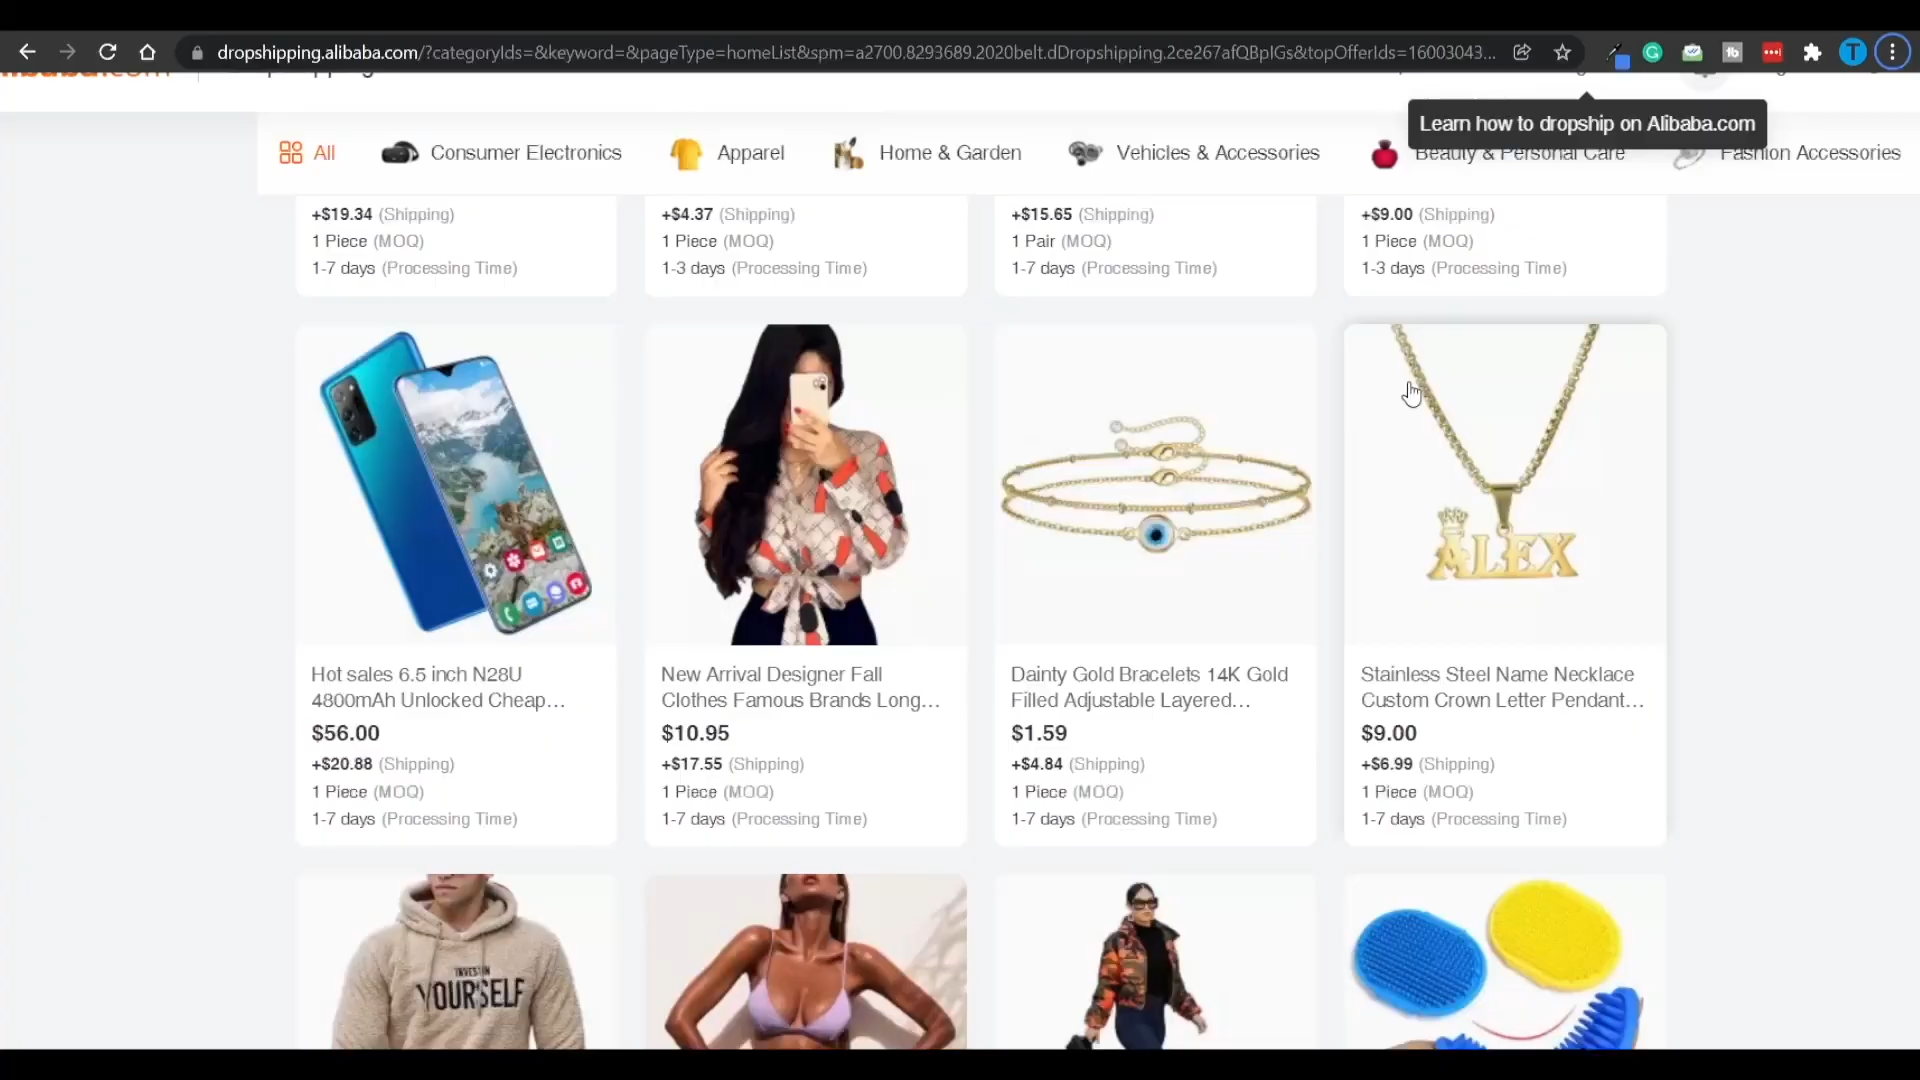 dropshipping.alibaba.com/?categoryIds=&keyword=&pageType=homeList&spm=a2700.8293689.2020belt.dDropshipping.2ce267afQBpIGs&topOfferIds=16003043...
Learn how to dropship on Alibaba.com
All
Consumer Electronics
Apparel
Home & Garden
Vehicles & Accessories
Beauty & Personal Care
Fashion Accessories
+$19.34 (Shipping)
1 Piece (MOQ)
1-7 days (Processing Time)
+$4.37 (Shipping)
1 Piece (MOQ)
1-3 days (Processing Time)
+$15.65 (Shipping)
1 Pair (MOQ)
1-7 days (Processing Time)
+$9.00 (Shipping)
1 Piece (MOQ)
1-3 days (Processing Time)
Hot sales 6.5 inch N28U
4800mAh Unlocked Cheap...
$56.00
+$20.88 (Shipping)
1 Piece (MOQ)
1-7 days (Processing Time)
New Arrival Designer Fall
Clothes Famous Brands Long...
$10.95
+$17.55 (Shipping)
1 Piece (MOQ)
1-7 days (Processing Time)
Dainty Gold Bracelets 14K Gold
Filled Adjustable Layered...
$1.59
+$4.84 (Shipping)
1 Piece (MOQ)
1-7 days (Processing Time)
ALEX
Stainless Steel Name Necklace
Custom Crown Letter Pendant...
$9.00
+$6.99 (Shipping)
1 Piece (MOQ)
1-7 days (Processing Time)
INVEST IN
YOURSELF